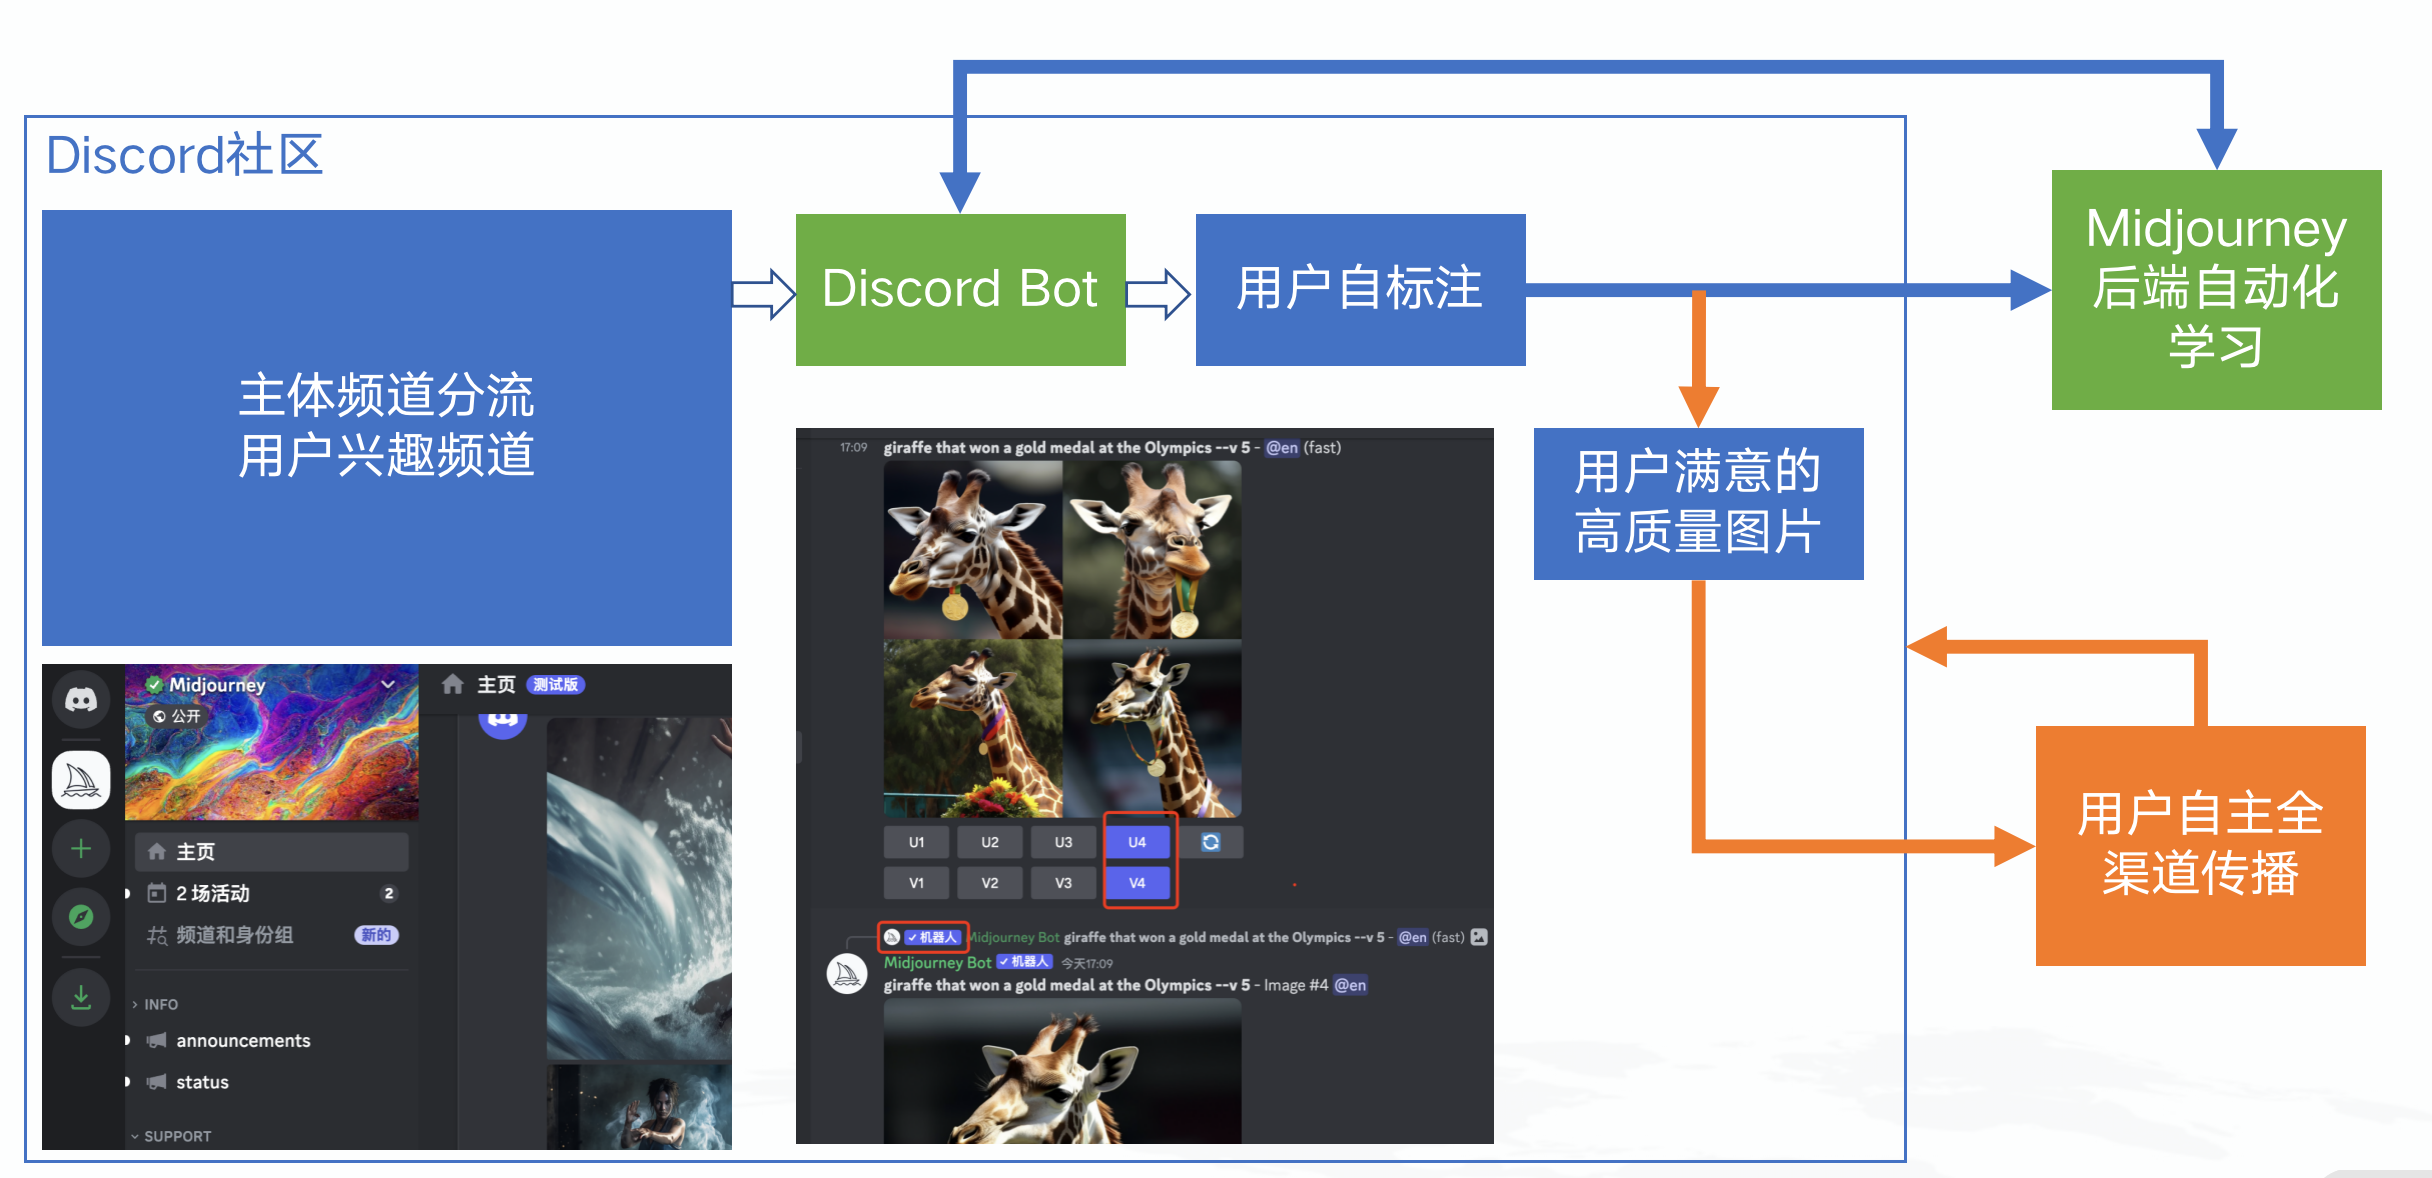 Discord社区
主体频道分流
用户兴趣频道
Discord Bot
用户自标注
Midjourney
后端自动化
学习
用户满意的
高质量图片
用户自主全
渠道传播
Midjourney
公开
主页
2 场活动 2
频道和身份组 新的
INFO
announcements
status
SUPPORT
主页 测试版
17:09 giraffe that won a gold medal at the Olympics --v 5 - @en (fast)
U1 U2 U3 U4
V1 V2 V3 V4
机器人 Midjourney Bot giraffe that won a gold medal at the Olympics --v 5 - @en (fast)
Midjourney Bot 机器人 今天17:09
giraffe that won a gold medal at the Olympics --v 5 - Image #4 @en